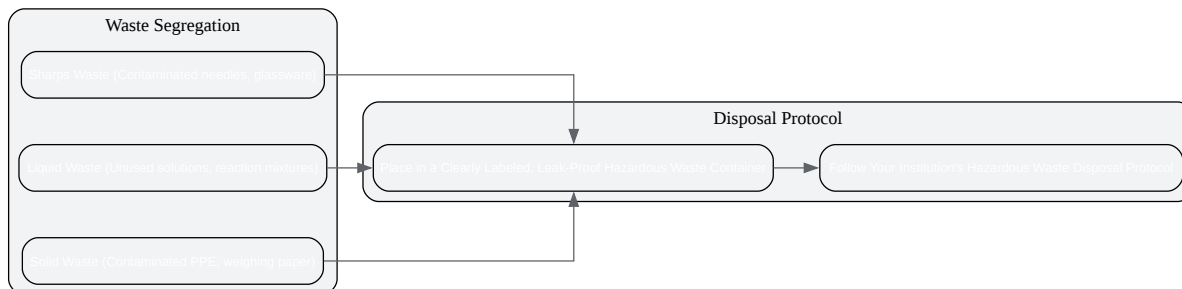 Waste Segregation
Sharps Waste (Contaminated needles, glassware)
Disposal Protocol
Liquid Waste (Unused solutions, reaction mixtures)
Place in a Clearly Labeled, Leak-Proof Hazardous Waste Container
Follow Your Institution's Hazardous Waste Disposal Protocol
Solid Waste (Contaminated PPE, weighing paper)